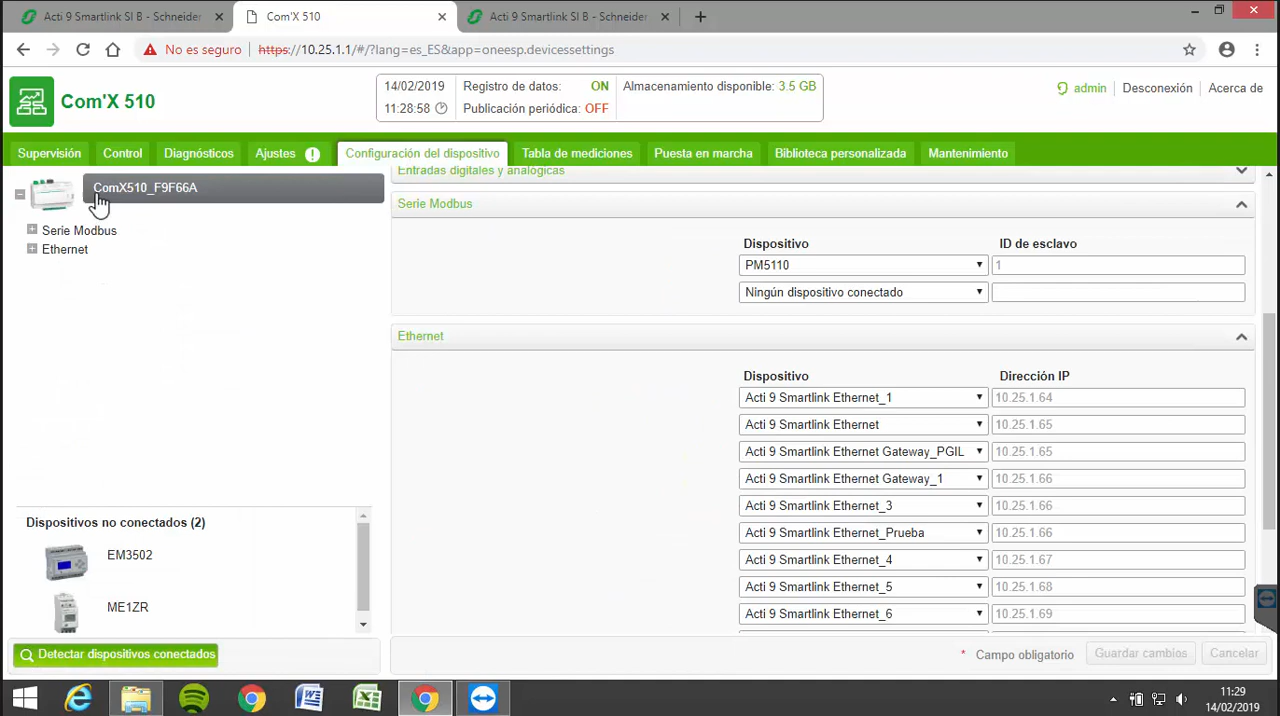 Acti 9 Smartlink SI B - Schneider
Com'X 510
Acti 9 Smartlink SI B - Schneider
No es seguro
https://10.25.1.1/#/?lang=es_ES&app=oneesp.devicessettings
Com'X 510
14/02/2019
11:28:58
Registro de datos: ON
Publicación periódica: OFF
Almacenamiento disponible: 3.5 GB
admin
Desconexión
Acerca de
Supervisión
Control
Diagnósticos
Ajustes
Configuración del dispositivo
Tabla de mediciones
Puesta en marcha
Biblioteca personalizada
Mantenimiento
ComX510_F9F66A
Serie Modbus
Ethernet
Entradas digitales y analógicas
Serie Modbus
Dispositivo ID de esclavo
PM5110 1
Ningún dispositivo conectado
Ethernet
Dispositivo Dirección IP
Acti 9 Smartlink Ethernet_1 10.25.1.64
Acti 9 Smartlink Ethernet 10.25.1.65
Acti 9 Smartlink Ethernet Gateway_PGIL 10.25.1.65
Acti 9 Smartlink Ethernet Gateway_1 10.25.1.66
Acti 9 Smartlink Ethernet_3 10.25.1.66
Acti 9 Smartlink Ethernet_Prueba 10.25.1.66
Acti 9 Smartlink Ethernet_4 10.25.1.67
Acti 9 Smartlink Ethernet_5 10.25.1.68
Acti 9 Smartlink Ethernet_6 10.25.1.69
Dispositivos no conectados (2)
EM3502
ME1ZR
Detectar dispositivos conectados
* Campo obligatorio
Guardar cambios
Cancelar
11:29
14/02/2019